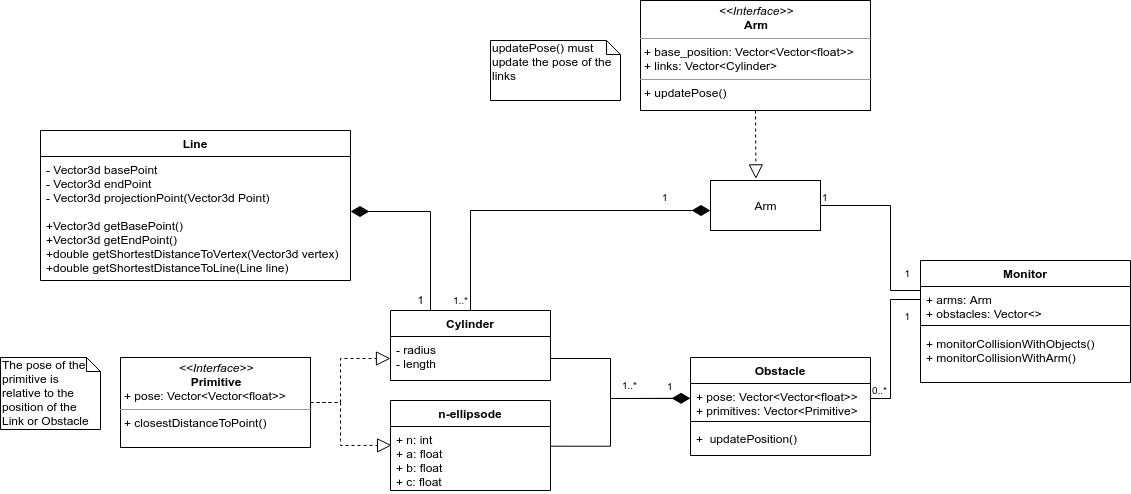 <<Interface>>
Arm
+ base_position: Vector<Vector<float>>
+ links: Vector<Cylinder>
+ updatePose()
updatePose() must
update the pose of the
links
Line
- Vector3d basePoint
- Vector3d endPoint
- Vector3d projectionPoint(Vector3d Point)
+Vector3d getBasePoint()
+Vector3d getEndPoint()
+double getShortestDistanceToVertex(Vector3d vertex)
+double getShortestDistanceToLine(Line line)
1
Arm
1
1
Monitor
+ arms: Arm
+ obstacles: Vector<>
+ monitorCollisionWithObjects()
+ monitorCollisionWithArm()
1
1
1..*
Cylinder
- radius
- length
The pose of the
primitive is
relative to the
position of the
Link or Obstacle
<<Interface>>
Primitive
+ pose: Vector<Vector<float>>
+ closestDistanceToPoint()
n-ellipsode
+ n: int
+ a: float
+ b: float
+ c: float
1..*
1
Obstacle
+ pose: Vector<Vector<float>>
+ primitives: Vector<Primitive>
+ updatePosition()
0..*